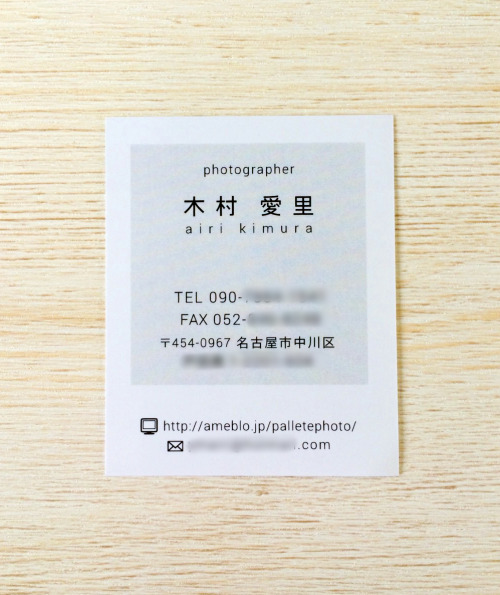 photographer
木村 愛里
airi kimura
TEL 090-
FAX 052-
〒454-0967 名古屋市中川区
http://ameblo.jp/palletephoto/
.com